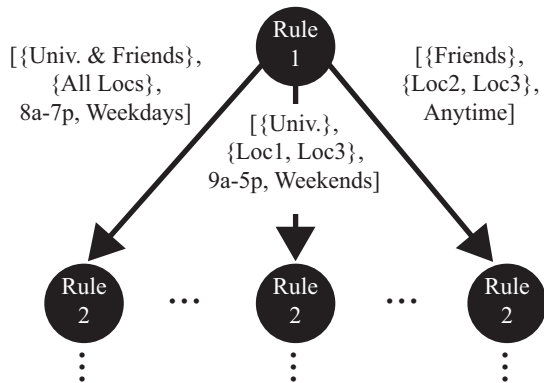 Rule
1
[{Univ. & Friends},
{All Locs},
8a-7p, Weekdays]
[{Univ.},
{Loc1, Loc3},
9a-5p, Weekends]
[{Friends},
{Loc2, Loc3},
Anytime]
Rule
2
...
Rule
2
...
Rule
2